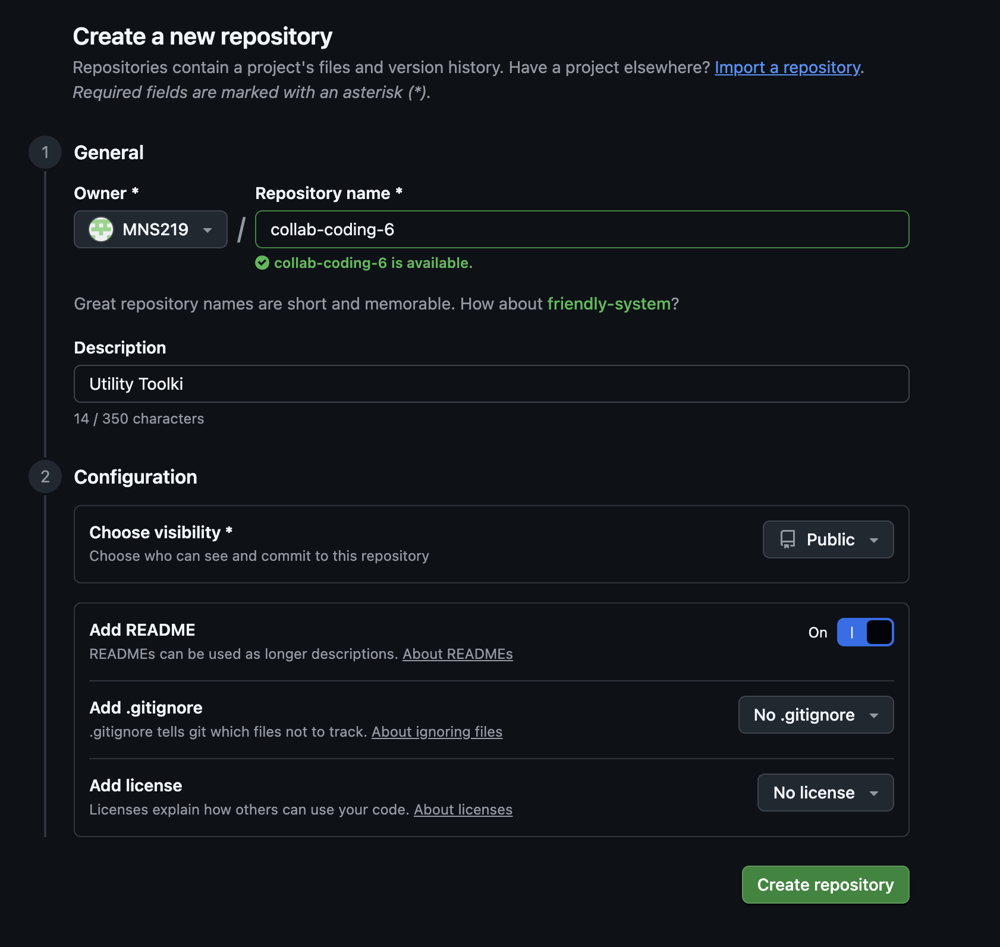 Create a new repository
Repositories contain a project's files and version history. Have a project elsewhere? Import a repository.
Required fields are marked with an asterisk (*).
1
General
Owner *
Repository name *
MNS219
/
collab-coding-6
collab-coding-6 is available.
Great repository names are short and memorable. How about friendly-system?
Description
Utility Toolki
14 / 350 characters
2
Configuration
Choose visibility *
Choose who can see and commit to this repository
Public
Add README
READMEs can be used as longer descriptions. About READMEs
On
Add .gitignore
.gitignore tells git which files not to track. About ignoring files
No .gitignore
Add license
Licenses explain how others can use your code. About licenses
No license
Create repository